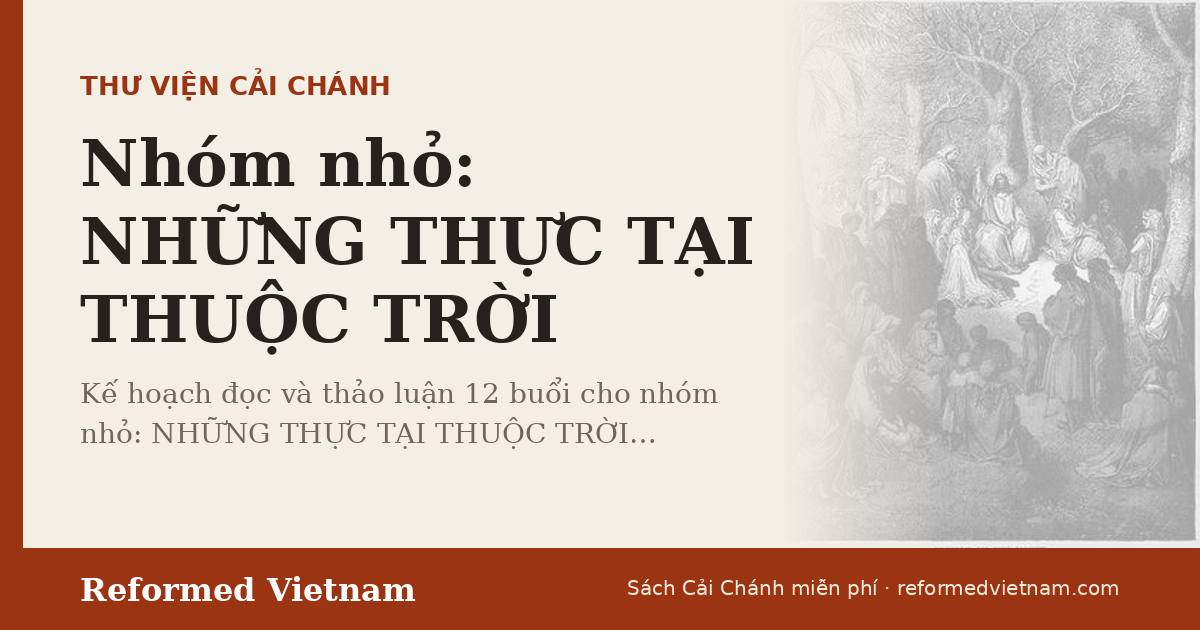 THƯ VIỆN CẢI CHÁNH
Nhóm nhỏ:
NHỮNG THỰC TẠI
THUỘC TRỜI
Kế hoạch đọc và thảo luận 12 buổi cho nhóm
nhỏ: NHỮNG THỰC TẠI THUỘC TRỜI…
Reformed Vietnam
Sách Cải Chánh miễn phí · reformedvietnam.com